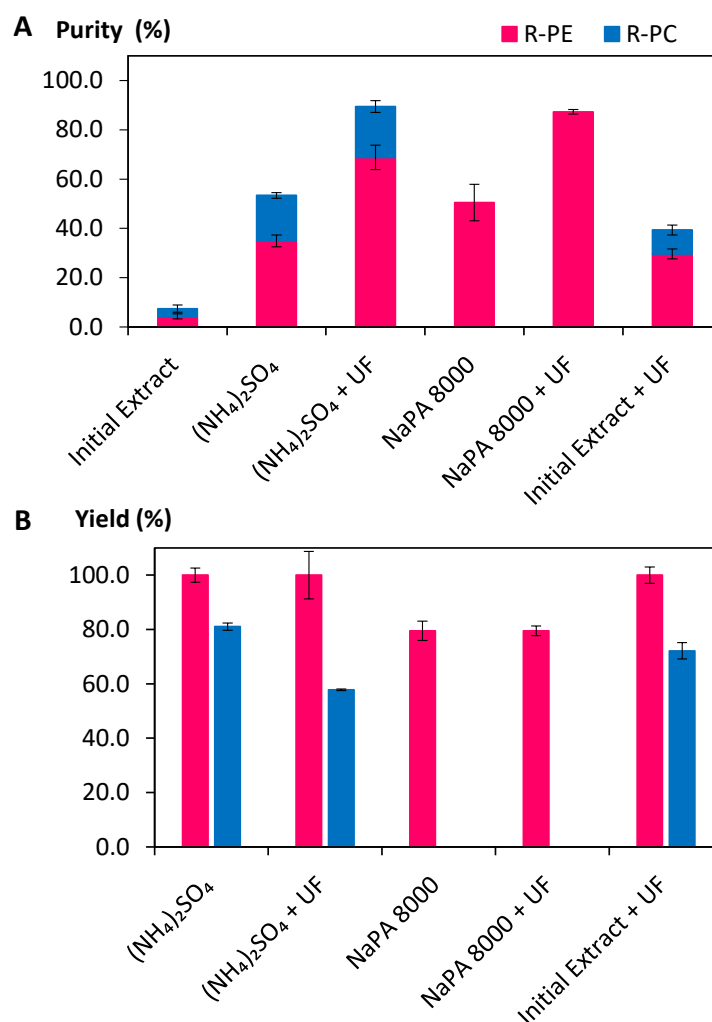 A Purity (%) R-PE R-PC
100.0
80.0
60.0
40.0
20.0
0.0
Initial Extract
(NH₄)₂SO₄
(NH₄)₂SO₄ + UF
NaPA 8000
NaPA 8000 + UF
Initial Extract + UF
B Yield (%)
100.0
80.0
60.0
40.0
20.0
0.0
(NH₄)₂SO₄
(NH₄)₂SO₄ + UF
NaPA 8000
NaPA 8000 + UF
Initial Extract + UF